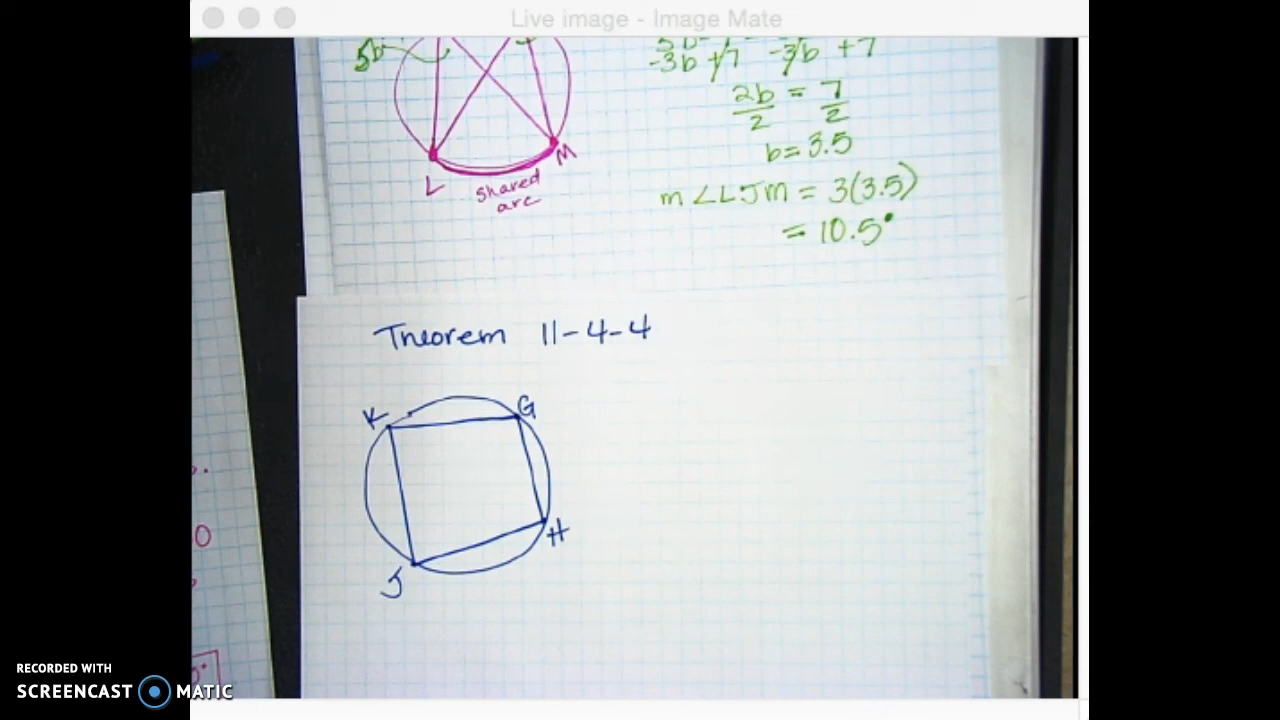 Live image - Image Mate
5b
-3b +7 -3b +7
2b = 7
2 2
b = 3.5
L
M
shared
arc
m∠LJM = 3(3.5)
= 10.5°
Theorem 11-4-4
K
G
H
J
0
RECORDED WITH
SCREENCAST MATIC